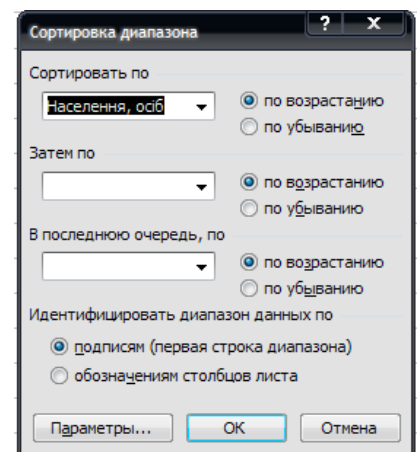 Сортировка диапазона ? x
Сортировать по
Населення, осіб по возрастанию
по убыванию
Затем по
по возрастанию
по убыванию
В последнюю очередь, по
по возрастанию
по убыванию
Идентифицировать диапазон данных по
подписям (первая строка диапазона)
обозначениям столбцов листа
Параметры... ОК Отмена